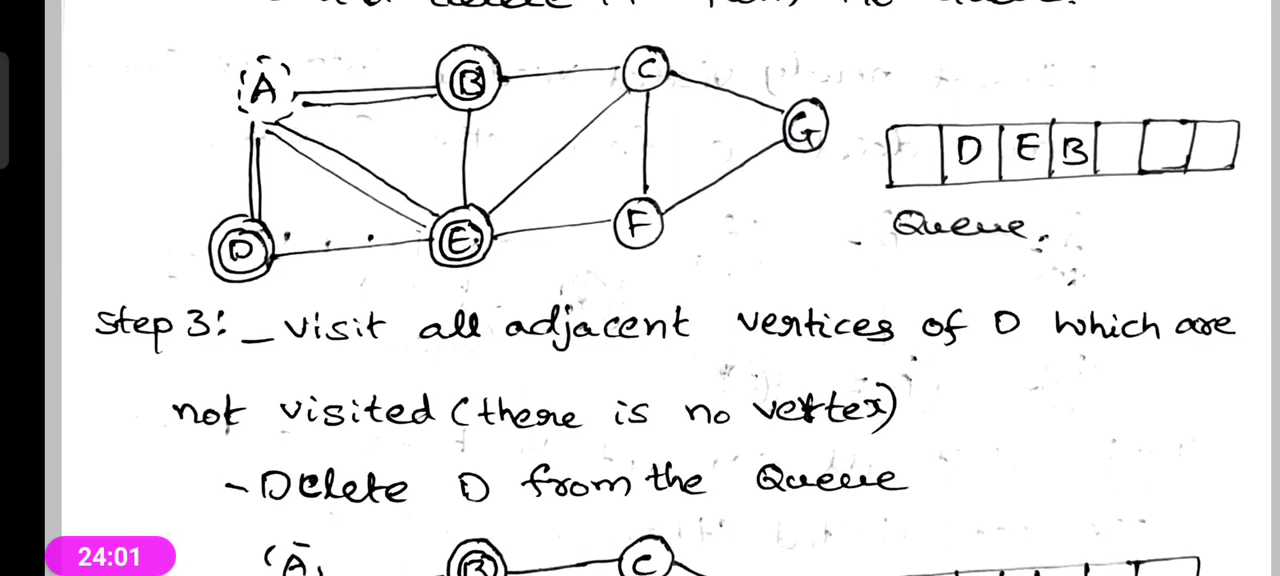 A B C G
D E B
D E F
Queue.
Step 3:_ visit all adjacent vertices of D which are
not visited (there is no vertex)
- Delete D from the Queue
A B C
24:01